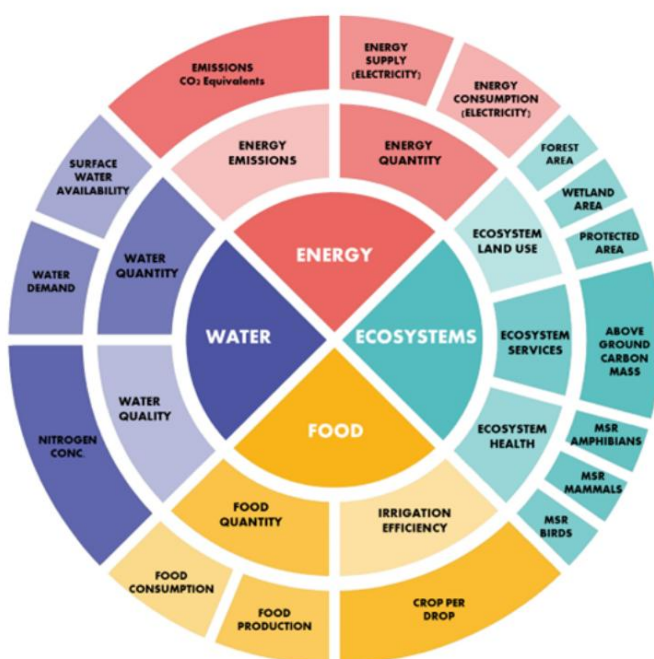 EMISSIONS
CO2 Equivalents
ENERGY
SUPPLY
(ELECTRICITY)
ENERGY
CONSUMPTION
(ELECTRICITY)
ENERGY
EMISSIONS
ENERGY
QUANTITY
ENERGY
SURFACE
WATER
AVAILABILITY
WATER
DEMAND
NITROGEN
CONC.
WATER
QUANTITY
WATER
QUALITY
WATER
ECOSYSTEMS
ECOSYSTEM
LAND USE
ECOSYSTEM
SERVICES
ECOSYSTEM
HEALTH
FOREST
AREA
WETLAND
AREA
PROTECTED
AREA
ABOVE
GROUND
CARBON
MASS
MSR
AMPHIBIANS
MSR
MAMMALS
MSR
BIRDS
FOOD
FOOD
QUANTITY
IRRIGATION
EFFICIENCY
FOOD
CONSUMPTION
FOOD
PRODUCTION
CROP PER
DROP